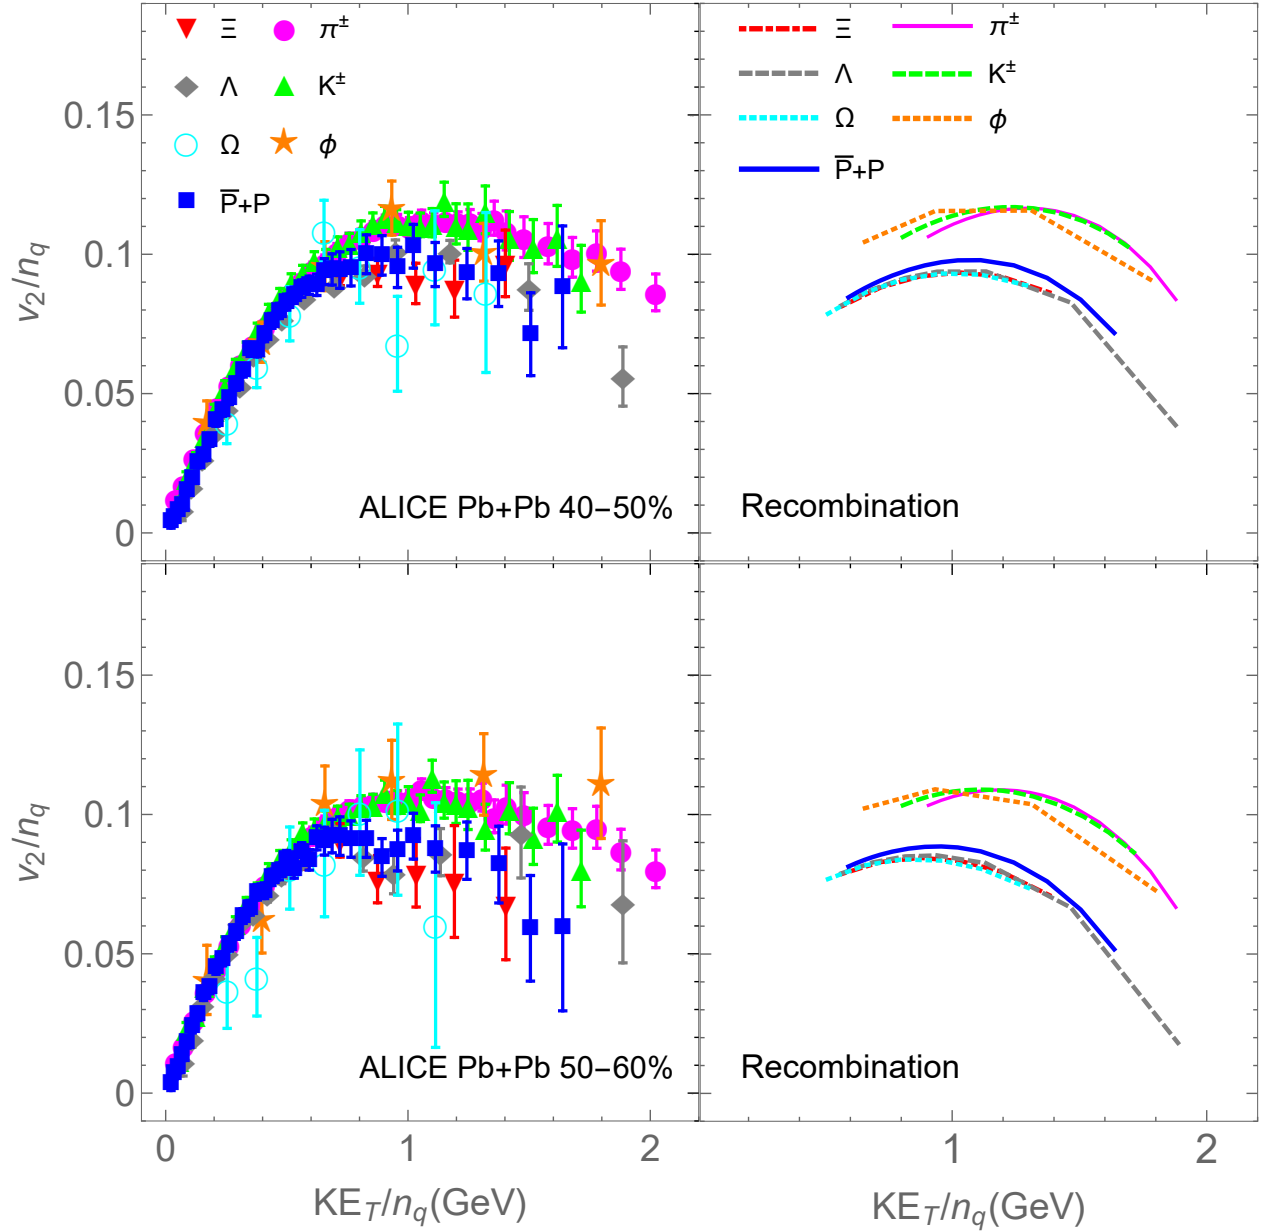 Ξ π±
Λ K±
Ω ϕ
P̅+P
0.15
0.1
0.05
0
v2/nq
ALICE Pb+Pb 40−50%
Ξ π±
Λ K±
Ω ϕ
P̅+P
Recombination
0.15
0.1
0.05
0
v2/nq
ALICE Pb+Pb 50−60%
Recombination
0 1 2
1 2
KET/nq(GeV)
KET/nq(GeV)